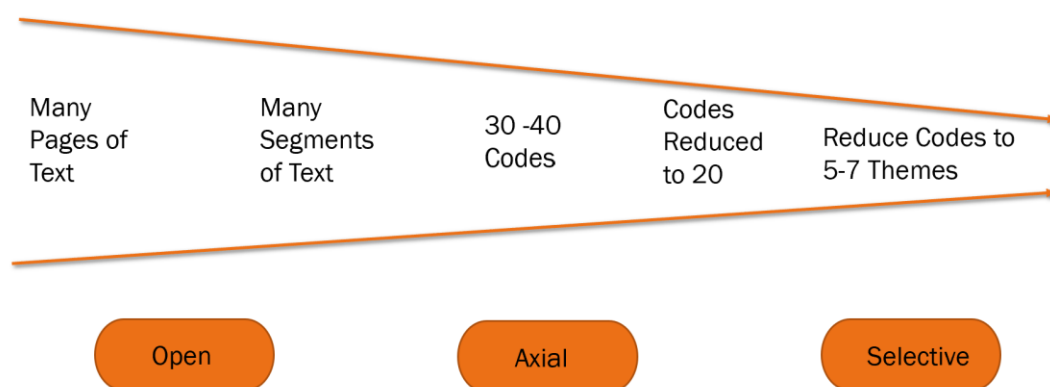 Many
Pages of
Text
Many
Segments
of Text
30 -40
Codes
Codes
Reduced
to 20
Reduce Codes to
5-7 Themes
Open
Axial
Selective